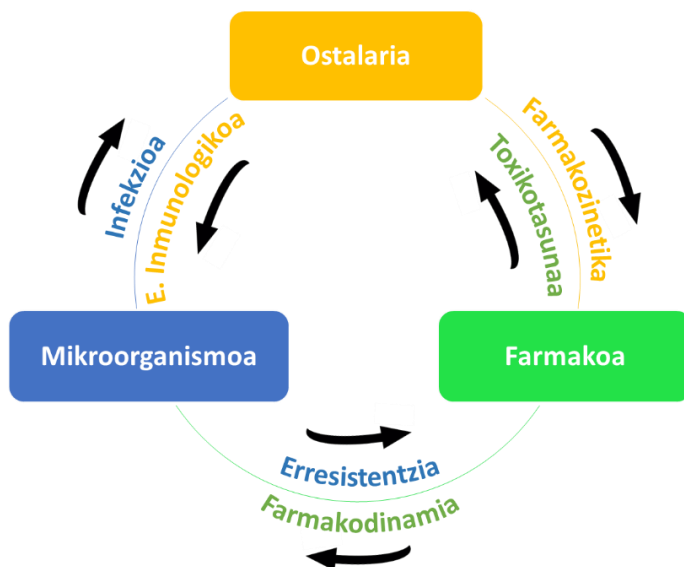 Ostalaria
Infekzioa
E. Inmunologikoa
Toxikotasunaa
Farmakozinetika
Mikroorganismoa
Farmakoa
Erresistentzia
Farmakodinamia